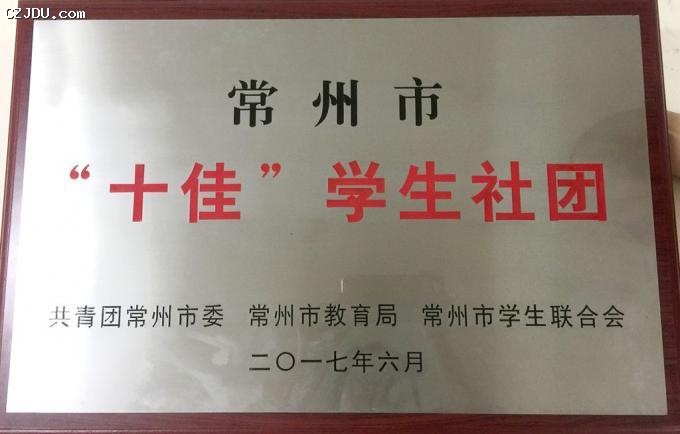 CZJDU.COM
常州市
“十佳”学生社团
共青团常州市委 常州市教育局 常州市学生联合会
二〇一七年六月